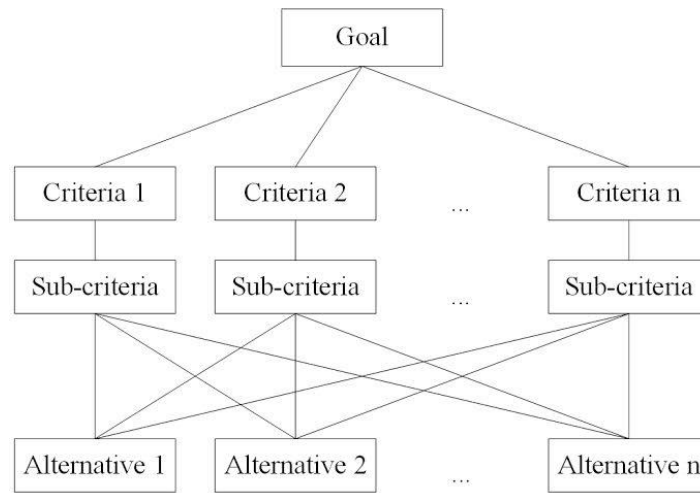 Goal
Criteria 1
Criteria 2
...
Criteria n
Sub-criteria
Sub-criteria
...
Sub-criteria
Alternative 1
Alternative 2
...
Alternative n